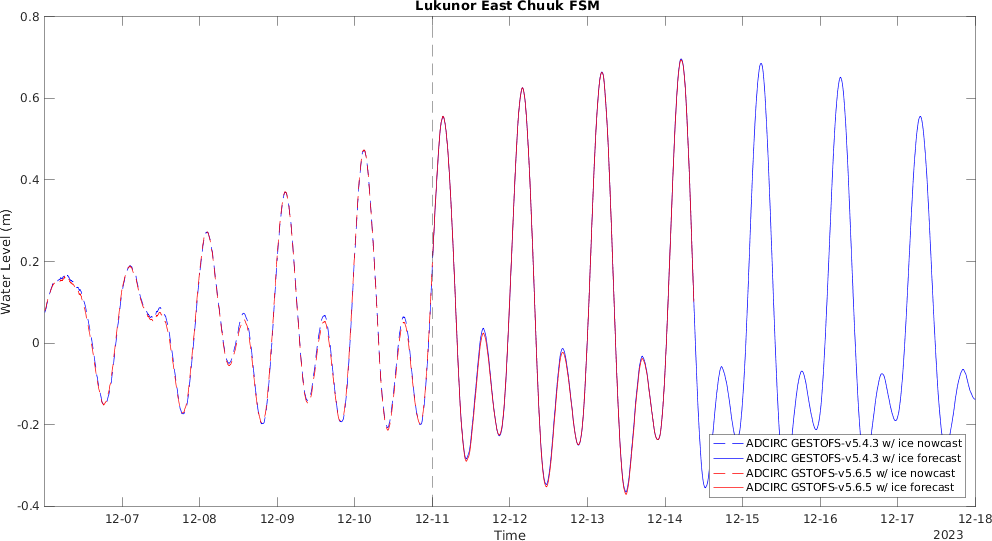 Lukunor East Chuuk FSM
0.8
0.6
0.4
0.2
0
-0.2
-0.4
Water Level (m)
ADCIRC GESTOFS-v5.4.3 w/ ice nowcast
ADCIRC GESTOFS-v5.4.3 w/ ice forecast
ADCIRC GSTOFS-v5.6.5 w/ ice nowcast
ADCIRC GSTOFS-v5.6.5 w/ ice forecast
12-07 12-08 12-09 12-10 12-11 12-12 12-13 12-14 12-15 12-16 12-17 12-18
Time
2023